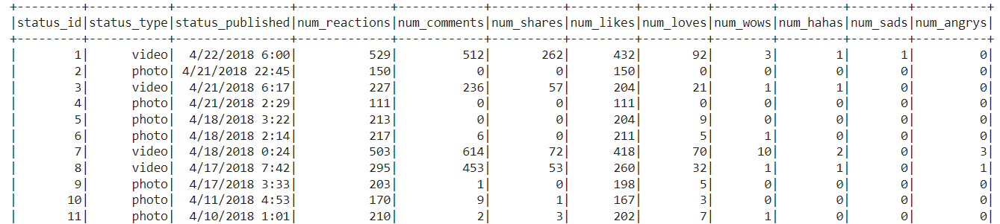 +---------+-----------+----------------+-------------+------------+----------+---------+---------+--------+---------+--------+----------+
|status_id|status_type|status_published|num_reactions|num_comments|num_shares|num_likes|num_loves|num_wows|num_hahas|num_sads|num_angrys|
+---------+-----------+----------------+-------------+------------+----------+---------+---------+--------+---------+--------+----------+
|        1|      video|  4/22/2018 6:00|          529|         512|       262|      432|       92|       3|        1|       1|         0|
|        2|      photo| 4/21/2018 22:45|          150|           0|         0|      150|        0|       0|        0|       0|         0|
|        3|      video|  4/21/2018 6:17|          227|         236|        57|      204|       21|       1|        1|       0|         0|
|        4|      photo|  4/21/2018 2:29|          111|           0|         0|      111|        0|       0|        0|       0|         0|
|        5|      photo|  4/18/2018 3:22|          213|           0|         0|      204|        9|       0|        0|       0|         0|
|        6|      photo|  4/18/2018 2:14|          217|           6|         0|      211|        5|       1|        0|       0|         0|
|        7|      video|  4/18/2018 0:24|          503|         614|        72|      418|       70|      10|        2|       0|         3|
|        8|      video|  4/17/2018 7:42|          295|         453|        53|      260|       32|       1|        1|       0|         1|
|        9|      photo|  4/17/2018 3:33|          203|           1|         0|      198|        5|       0|        0|       0|         0|
|       10|      photo|  4/11/2018 4:53|          170|           9|         1|      167|        3|       0|        0|       0|         0|
|       11|      photo|  4/10/2018 1:01|          210|           2|         3|      202|        7|       1|        0|       0|         0|